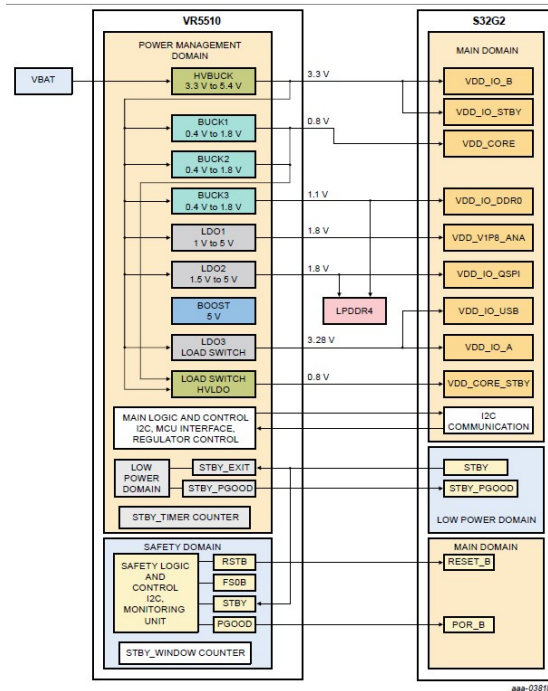 VR5510
S32G2
POWER MANAGEMENT
DOMAIN
MAIN DOMAIN
VBAT
HVBUCK
3.3 V to 5.4 V
3.3 V
VDD_IO_B
VDD_IO_STBY
BUCK1
0.4 V to 1.8 V
0.8 V
VDD_CORE
BUCK2
0.4 V to 1.8 V
BUCK3
0.4 V to 1.8 V
1.1 V
VDD_IO_DDR0
LDO1
1 V to 5 V
1.8 V
VDD_V1P8_ANA
LDO2
1.5 V to 5 V
1.8 V
VDD_IO_QSPI
BOOST
5 V
LPDDR4
VDD_IO_USB
LDO3
LOAD SWITCH
3.28 V
VDD_IO_A
LOAD SWITCH
HVLDO
0.8 V
VDD_CORE_STBY
MAIN LOGIC AND CONTROL
I2C, MCU INTERFACE,
REGULATOR CONTROL
I2C
COMMUNICATION
LOW
POWER
DOMAIN
STBY_EXIT
STBY_PGOOD
STBY
STBY_PGOOD
STBY_TIMER COUNTER
LOW POWER DOMAIN
SAFETY DOMAIN
MAIN DOMAIN
SAFETY LOGIC
AND
CONTROL
I2C,
MONITORING
UNIT
RSTB
FS0B
STBY
PGOOD
RESET_B
POR_B
STBY_WINDOW COUNTER